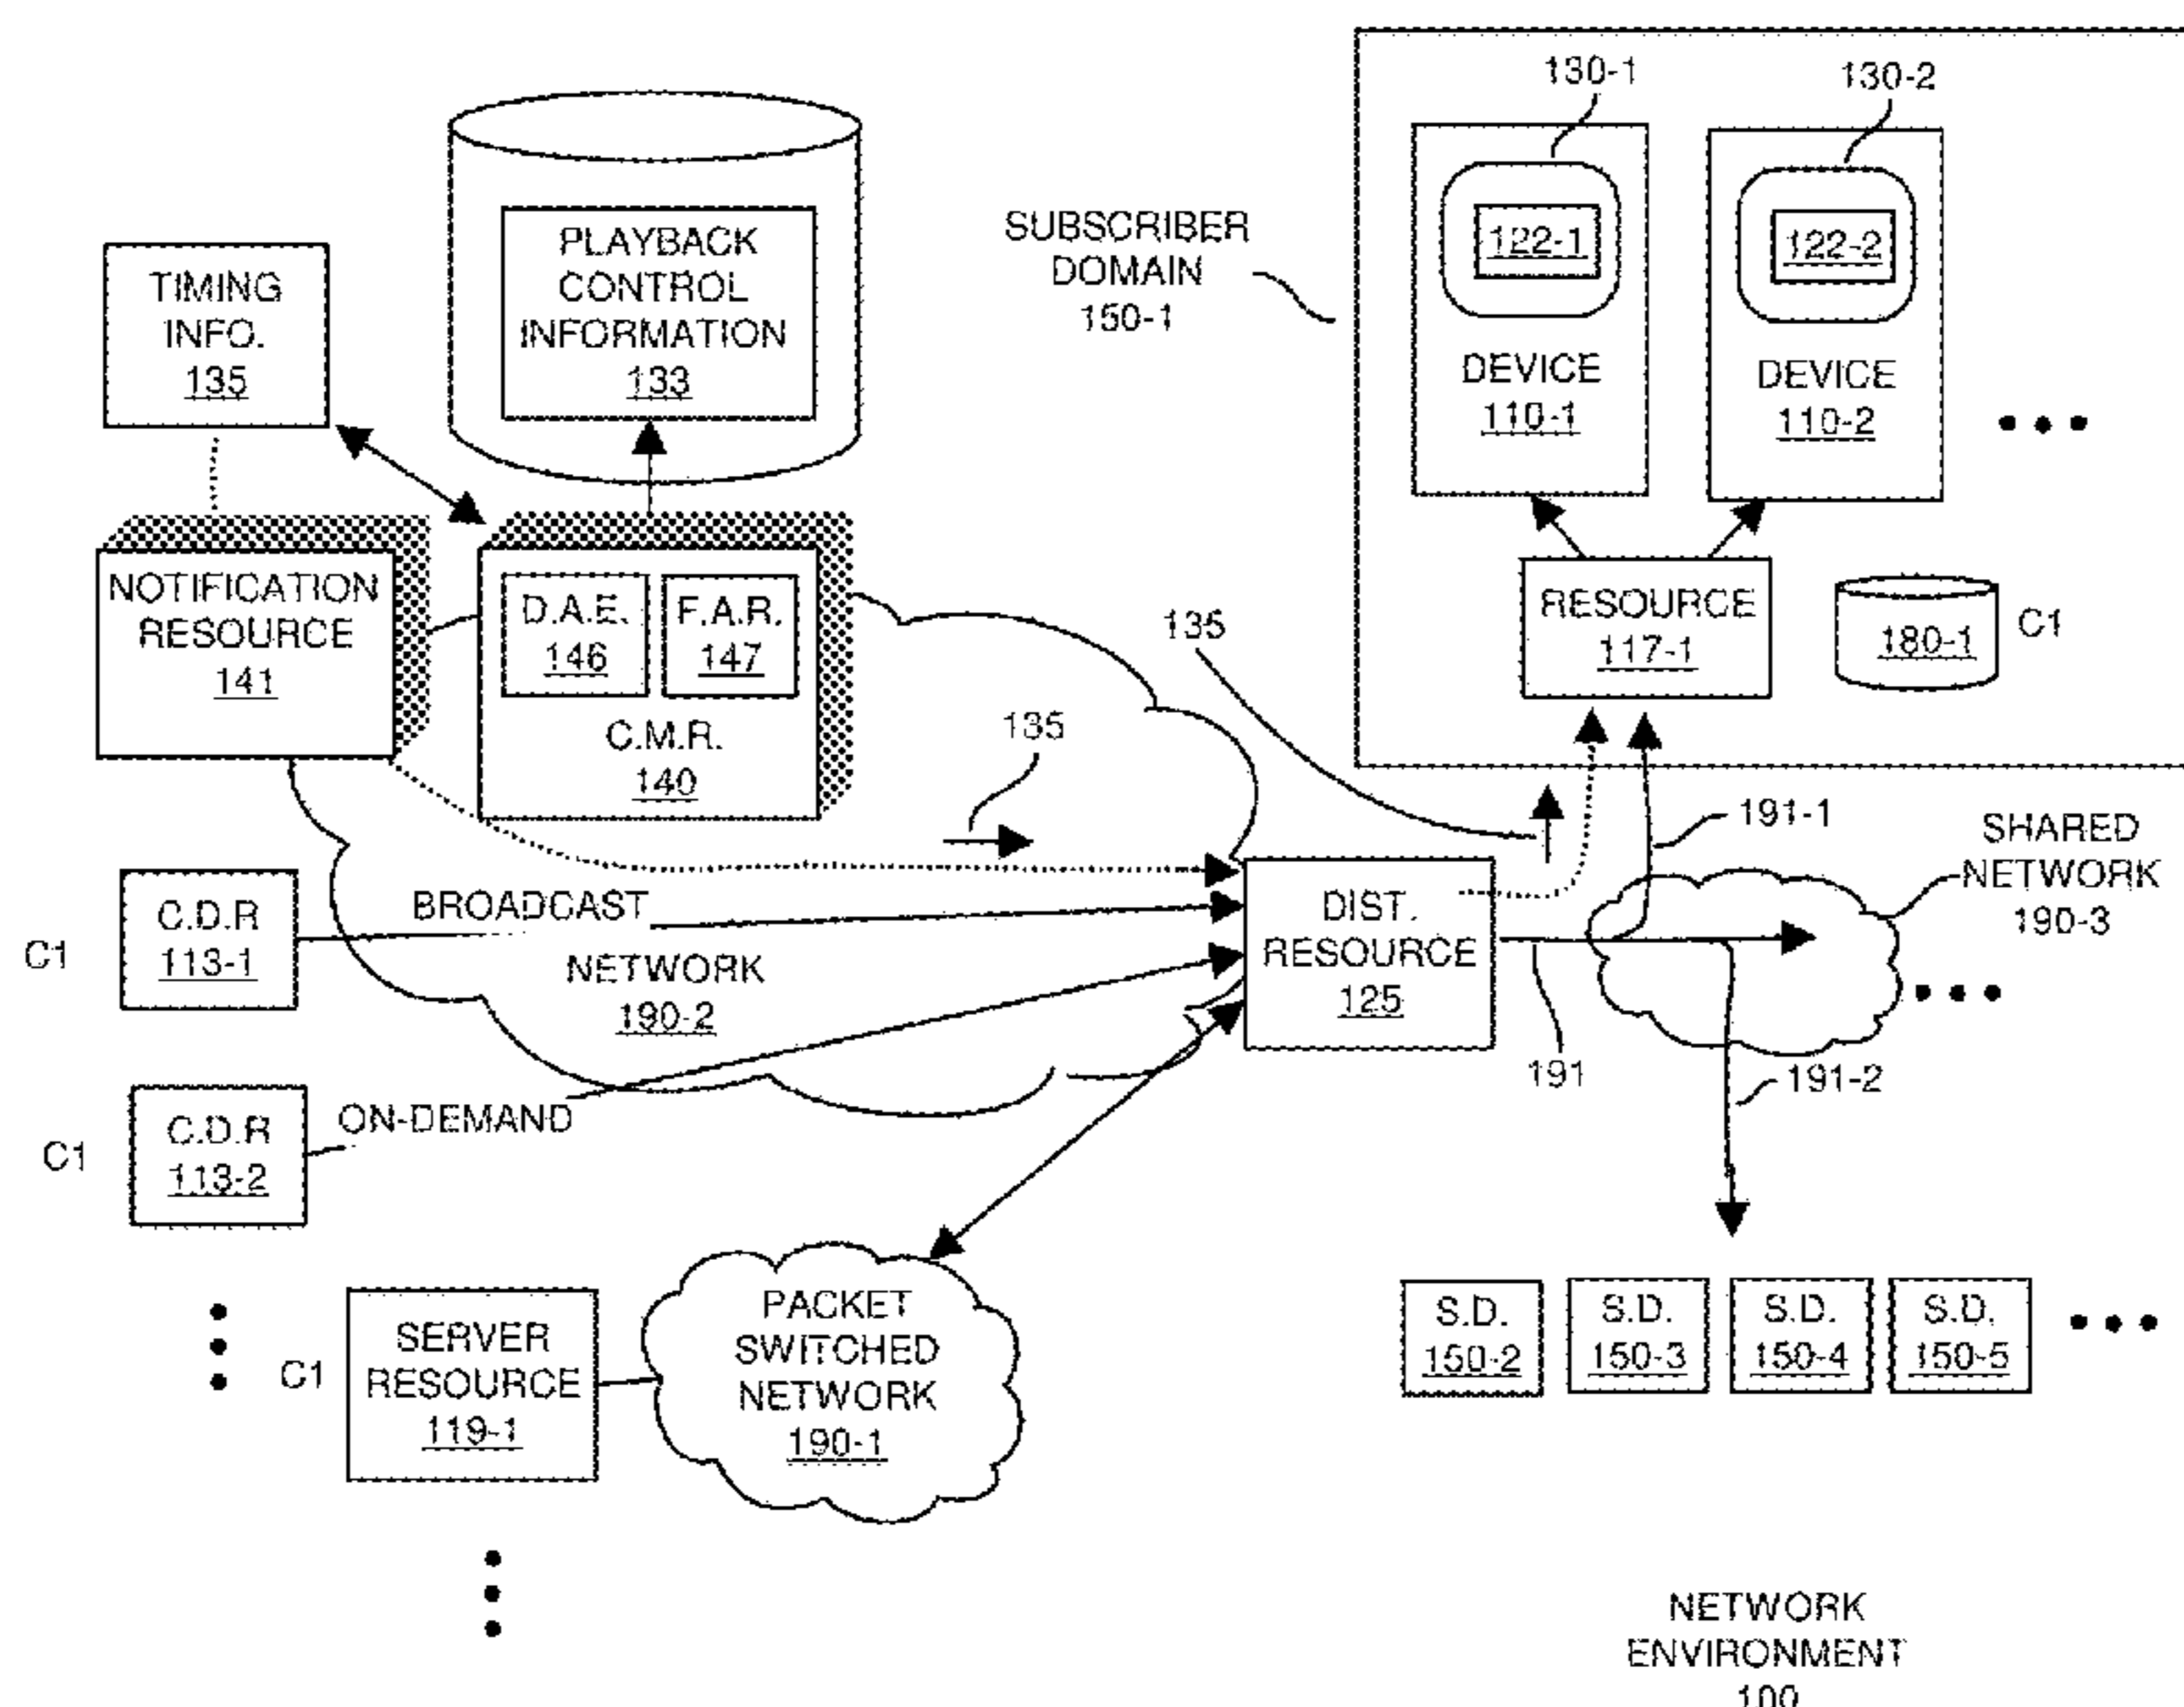 130-1
130-2
122-1
122-2
DEVICE
110-1
DEVICE
110-2
SUBSCRIBER
DOMAIN
150-1
PLAYBACK
CONTROL
INFORMATION
133
TIMING
INFO.
135
NOTIFICATION
RESOURCE
141
D.A.E.
146
F.A.R.
147
C.M.R.
140
RESOURCE
117-1
180-1
C1
135
135
191-1
SHARED
NETWORK
190-3
C1
C.D.R
113-1
BROADCAST
NETWORK
190-2
DIST.
RESOURCE
125
191
191-2
C1
C.D.R
113-2
ON-DEMAND
C1
SERVER
RESOURCE
119-1
PACKET
SWITCHED
NETWORK
190-1
S.D.
150-2
S.D.
150-3
S.D.
150-4
S.D.
150-5
NETWORK
ENVIRONMENT
100